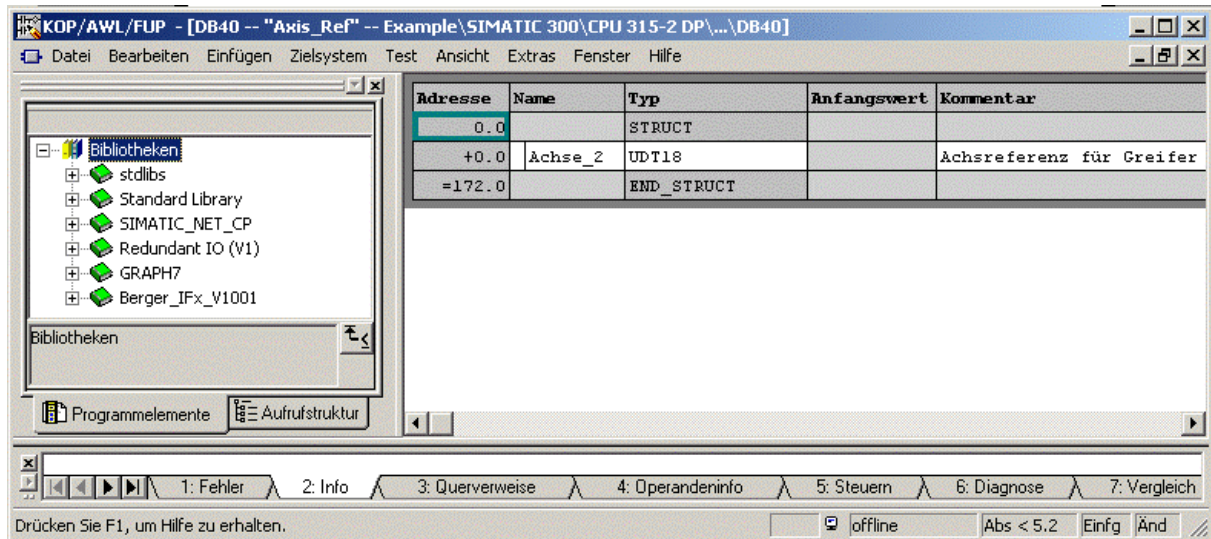 KOP/AWL/FUP - [DB40 -- "Axis_Ref" -- Example\SIMATIC 300\CPU 315-2 DP\...\DB40]
Datei Bearbeiten Einfügen Zielsystem Test Ansicht Extras Fenster Hilfe
Bibliotheken
stdlibs
Standard Library
SIMATIC_NET_CP
Redundant IO (V1)
GRAPH7
Berger_IFx_V1001
Bibliotheken
Programmelemente Aufrufstruktur
Adresse Name Typ Anfangswert Kommentar
0.0 STRUCT
+0.0 Achse_2 UDT18 Achsreferenz für Greifer
=172.0 END_STRUCT
1: Fehler 2: Info 3: Querverweise 4: Operandeninfo 5: Steuern 6: Diagnose 7: Vergleich
Drücken Sie F1, um Hilfe zu erhalten. offline Abs < 5.2 Einfg Änd